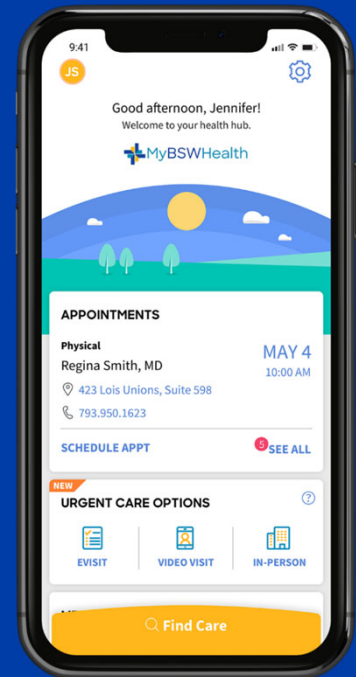 9:41
JS
Good afternoon, Jennifer!
Welcome to your health hub.
MyBSWHealth
APPOINTMENTS
Physical
Regina Smith, MD
MAY 4
10:00 AM
423 Lois Unions, Suite 598
793.950.1623
SCHEDULE APPT
5 SEE ALL
NEW
URGENT CARE OPTIONS
?
EVISIT
VIDEO VISIT
IN-PERSON
Find Care